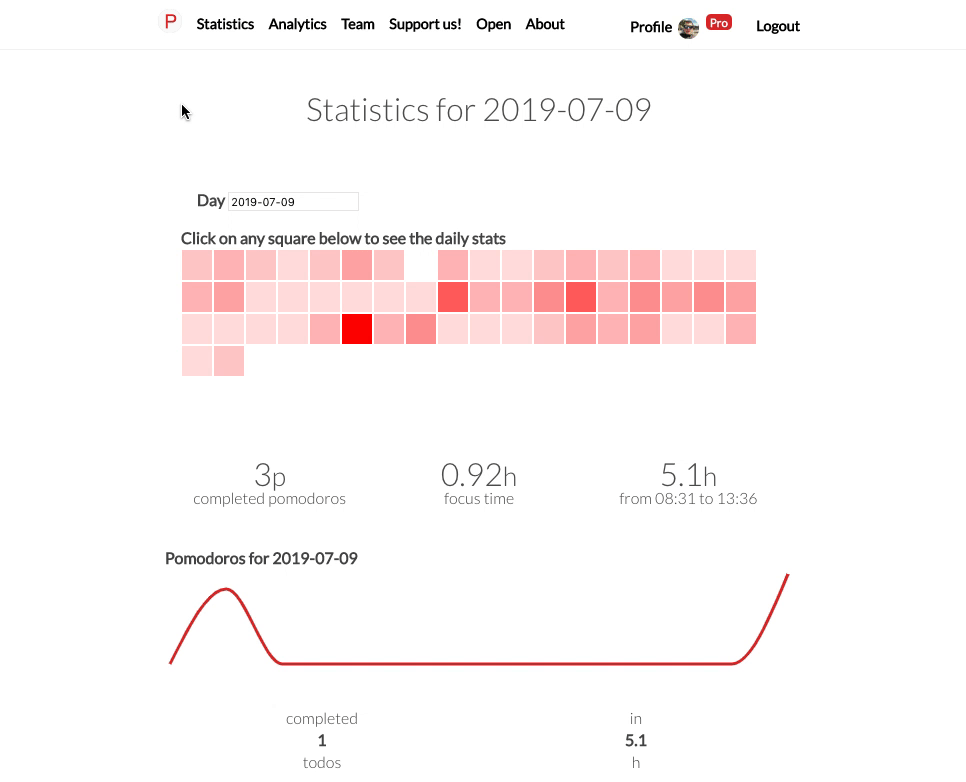 P Statistics Analytics Team Support us! Open About Profile Pro Logout
Statistics for 2019-07-09
Day 2019-07-09
Click on any square below to see the daily stats
3p 0.92h 5.1h
completed pomodoros focus time from 08:31 to 13:36
Pomodoros for 2019-07-09
completed in
1 5.1
todos h